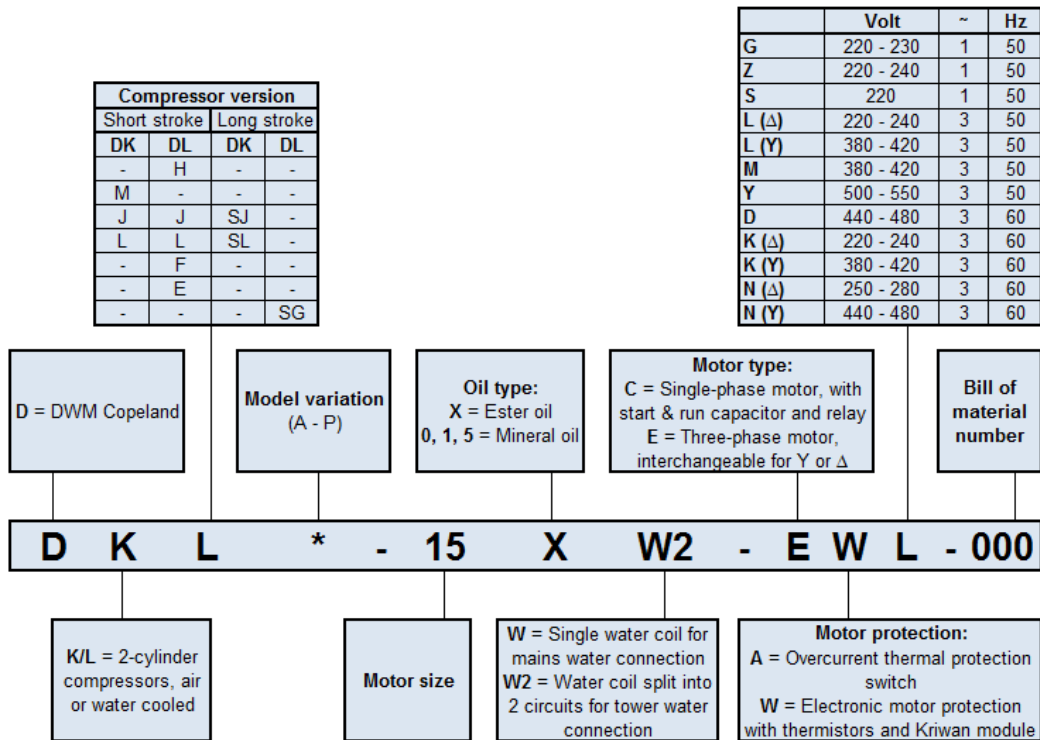 Volt ~ Hz
G 220 - 230 1 50
Z 220 - 240 1 50
S 220 1 50
L (Δ) 220 - 240 3 50
L (Y) 380 - 420 3 50
M 380 - 420 3 50
Y 500 - 550 3 50
D 440 - 480 3 60
K (Δ) 220 - 240 3 60
K (Y) 380 - 420 3 60
N (Δ) 250 - 280 3 60
N (Y) 440 - 480 3 60
Compressor version
Short stroke Long stroke
DK DL DK DL
- H - -
M - - -
J J SJ -
L L SL -
- F - -
- E - -
- - - SG
D = DWM Copeland
Model variation
(A - P)
Oil type:
X = Ester oil
0, 1, 5 = Mineral oil
Motor type:
C = Single-phase motor, with
start & run capacitor and relay
E = Three-phase motor,
interchangeable for Y or Δ
Bill of
material
number
D K L * - 15 X W2 - E W L - 000
K/L = 2-cylinder
compressors, air
or water cooled
Motor size
W = Single water coil for
mains water connection
W2 = Water coil split into
2 circuits for tower water
connection
Motor protection:
A = Overcurrent thermal protection
switch
W = Electronic motor protection
with thermistors and Kriwan module